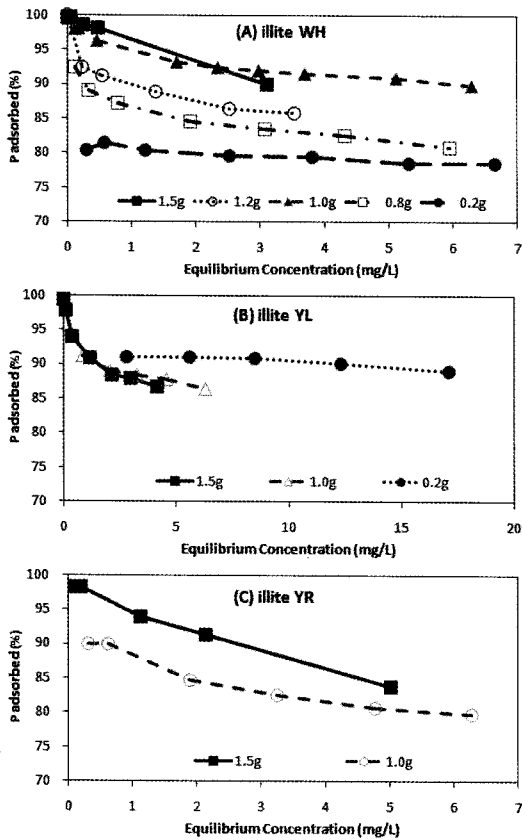 (A) illite WH
P adsorbed (%)
100
95
90
85
80
75
70
1.5g 1.2g 1.0g 0.8g 0.2g
0 1 2 3 4 5 6 7
Equilibrium Concentration (mg/L)
(B) illite YL
P adsorbed (%)
100
95
90
85
80
75
70
1.5g 1.0g 0.2g
0 5 10 15 20
Equilibrium Concentration (mg/L)
(C) illite YR
P adsorbed (%)
100
95
90
85
80
75
70
1.5g 1.0g
0 1 2 3 4 5 6 7
Equilibrium Concentration (mg/L)